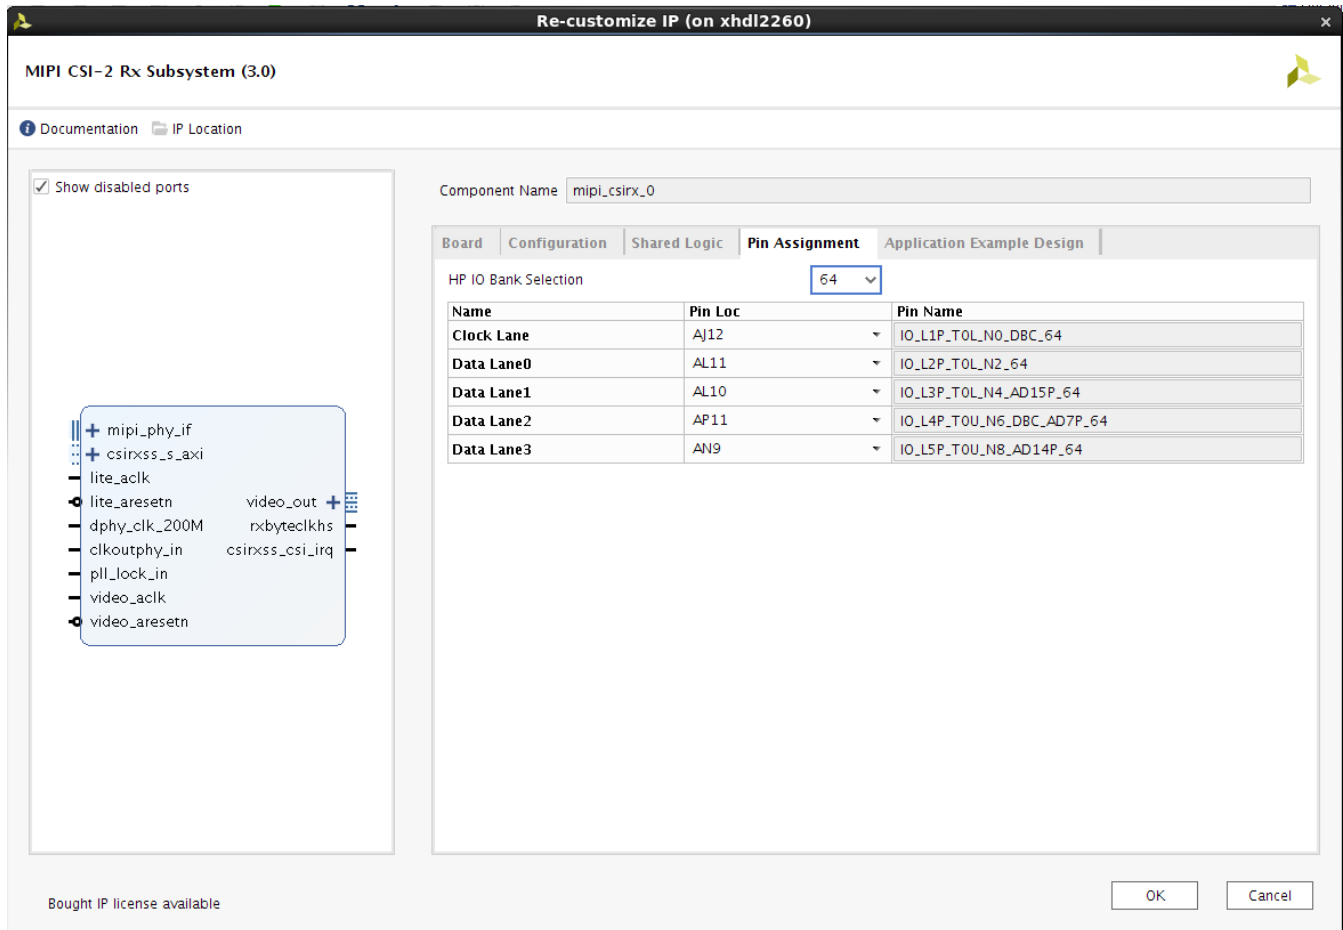 Re-customize IP (on xhdl2260)
MIPI CSI-2 Rx Subsystem (3.0)
Documentation IP Location
Show disabled ports
mipi_phy_if
csirxss_s_axi
lite_aclk
lite_aresetn video_out
dphy_clk_200M rxbyteclkhs
clkoutphy_in csirxss_csi_irq
pll_lock_in
video_aclk
video_aresetn
Component Name mipi_csirx_0
Board Configuration Shared Logic Pin Assignment Application Example Design
HP IO Bank Selection 64
Name Pin Loc Pin Name
Clock Lane AJ12 IO_L1P_T0L_N0_DBC_64
Data Lane0 AL11 IO_L2P_T0L_N2_64
Data Lane1 AL10 IO_L3P_T0L_N4_AD15P_64
Data Lane2 AP11 IO_L4P_T0U_N6_DBC_AD7P_64
Data Lane3 AN9 IO_L5P_T0U_N8_AD14P_64
Bought IP license available
OK Cancel